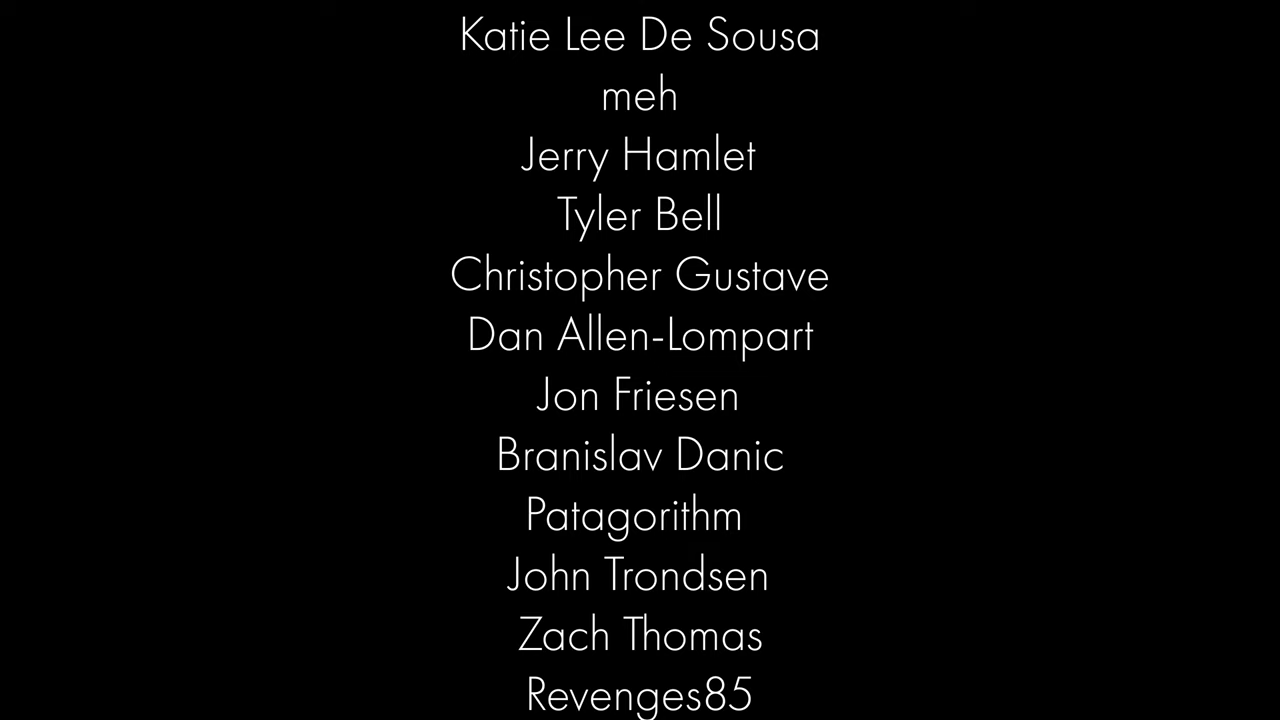 Katie Lee De Sousa
meh
Jerry Hamlet
Tyler Bell
Christopher Gustave
Dan Allen-Lompart
Jon Friesen
Branislav Danic
Patagorithm
John Trondsen
Zach Thomas
Revenges85